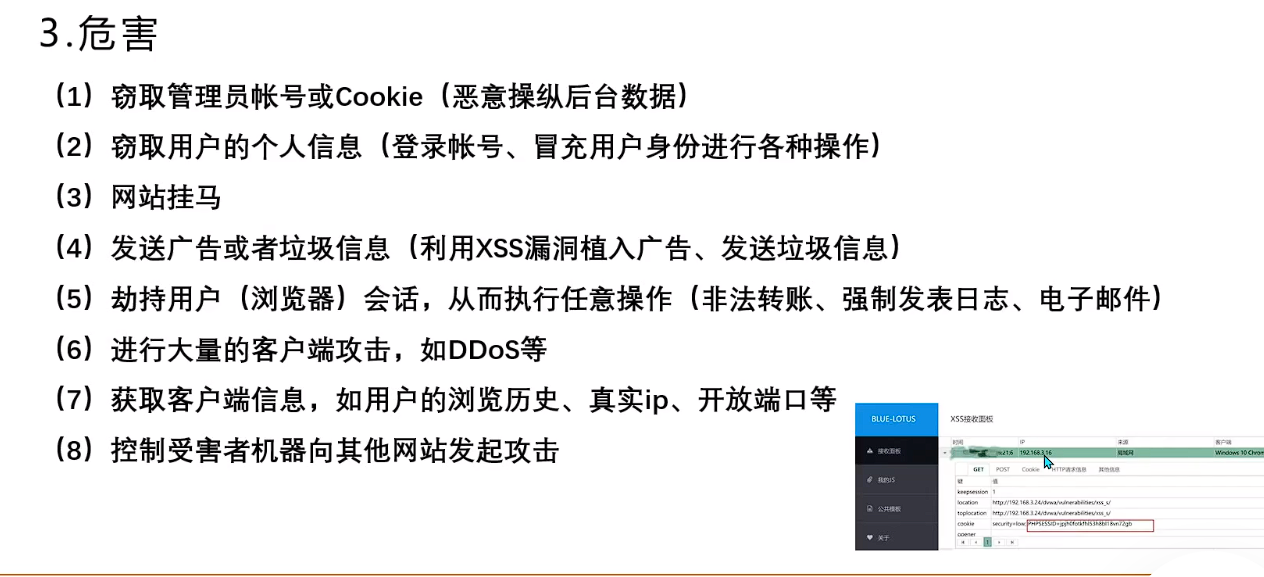 3.危害
（1）窃取管理员帐号或Cookie（恶意操纵后台数据）
（2）窃取用户的个人信息（登录帐号、冒充用户身份进行各种操作）
（3）网站挂马
（4）发送广告或者垃圾信息（利用XSS漏洞植入广告、发送垃圾信息）
（5）劫持用户（浏览器）会话，从而执行任意操作（非法转账、强制发表日志、电子邮件）
（6）进行大量的客户端攻击，如DDoS等
（7）获取客户端信息，如用户的浏览历史、真实ip、开放端口等
（8）控制受害者机器向其他网站发起攻击
BLUE-LOTUS XSS接收面板
时间 IP 来源 客户端
接收面板 192.168.3.16 局域网 Windows 10 Chrom
GET POST Cookie HTTP请求信息 其他信息
我的JS 键 值
keepsession 1
location http://192.168.3.24/dvwa/vulnerabilities/xss_s/
公共模板 toplocation http://192.168.3.24/dvwa/vulnerabilities/xss_s/
cookie security=low;
关于 opener
1